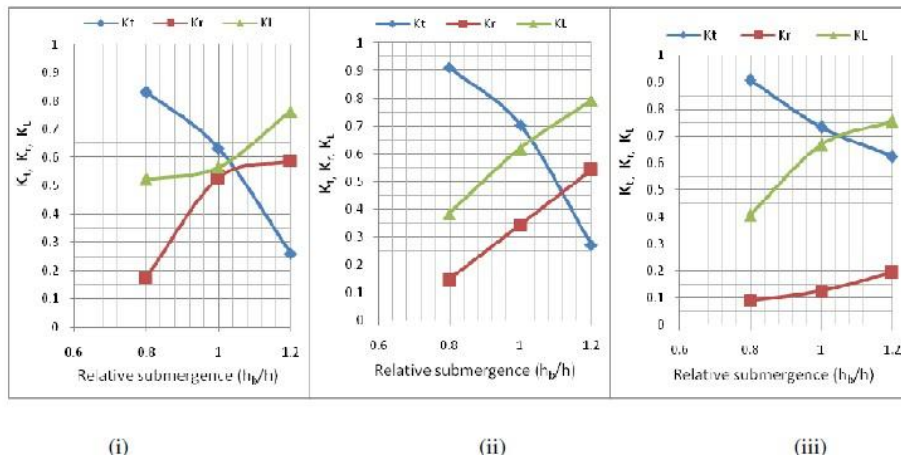 Kt Kr KL
1
0.9
0.8
0.7
0.6
0.5
0.4
0.3
0.2
0.1
0
Kt, Kr, KL
0.6 0.8 1 1.2
Relative submergence (hb/h)
(i)
Kt Kr KL
1
0.9
0.8
0.7
0.6
0.5
0.4
0.3
0.2
0.1
0
Kt, Kr, KL
0.6 0.8 1 1.2
Relative submergence (hb/h)
(ii)
Kt Kr KL
1
0.9
0.8
0.7
0.6
0.5
0.4
0.3
0.2
0.1
0
Kt, Kr, KL
0.6 0.8 1 1.2
Relative submergence (hb/h)
(iii)